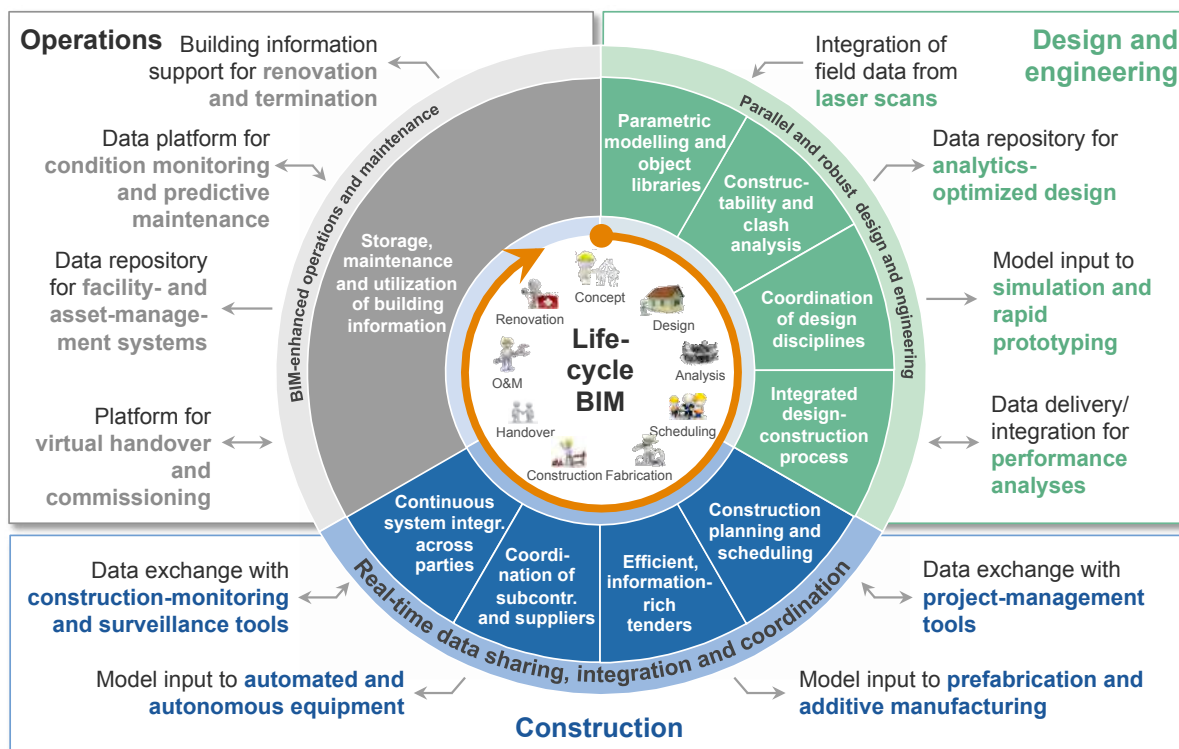 Operations
Building information
support for renovation
and termination
Data platform for
condition monitoring
and predictive
maintenance
Data repository
for facility- and
asset-manage-
ment systems
Platform for
virtual handover
and
commissioning
BIM-enhanced operations and maintenance
Storage,
maintenance
and utilization
of building
information
Design and
engineering
Integration of
field data from
laser scans
Data repository for
analytics-
optimized design
Model input to
simulation and
rapid
prototyping
Data delivery/
integration for
performance
analyses
Parallel and robust design and engineering
Parametric
modelling and
object
libraries
Construc-
tability and
clash
analysis
Coordination
of design
disciplines
Integrated
design-
construction
process
Life-
cycle
BIM
Concept
Design
Analysis
Scheduling
Fabrication
Construction
Handover
O&M
Renovation
Construction
planning and
scheduling
Efficient,
information-
rich
tenders
Coordi-
nation of
subcontr.
and suppliers
Continuous
system integr.
across
parties
Real-time data sharing, integration and coordination
Data exchange with
construction-monitoring
and surveillance tools
Model input to automated and
autonomous equipment
Data exchange with
project-management
tools
Model input to prefabrication and
additive manufacturing
Construction